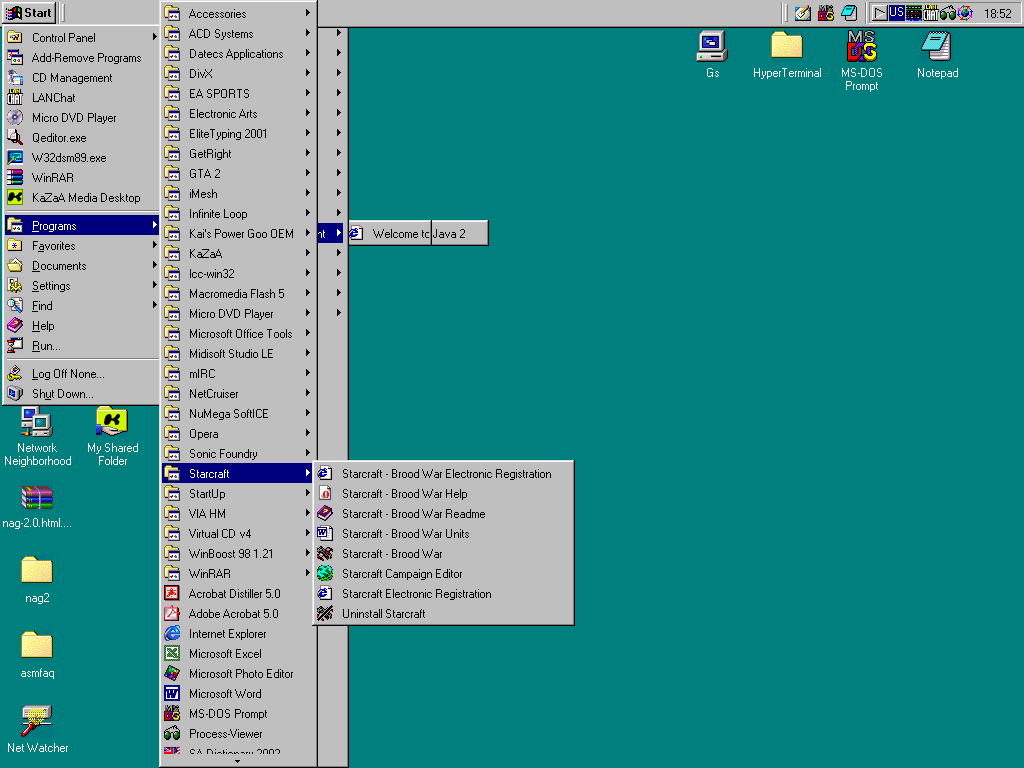 Start
US
18:52
Control Panel
Add-Remove Programs
CD Management
LANChat
Micro DVD Player
Qeditor.exe
W32dsm89.exe
WinRAR
KaZaA Media Desktop
Programs
Favorites
Documents
Settings
Find
Help
Run...
Log Off None...
Shut Down...
Accessories
ACD Systems
Datecs Applications
DivX
EA SPORTS
Electronic Arts
EliteTyping 2001
GetRight
GTA 2
iMesh
Infinite Loop
Kai's Power Goo OEM
KaZaA
lcc-win32
Macromedia Flash 5
Micro DVD Player
Microsoft Office Tools
Midisoft Studio LE
mIRC
NetCruiser
NuMega SoftICE
Opera
Sonic Foundry
Starcraft
StartUp
VIA HM
Virtual CD v4
WinBoost 98 1.21
WinRAR
Acrobat Distiller 5.0
Adobe Acrobat 5.0
Internet Explorer
Microsoft Excel
Microsoft Photo Editor
Microsoft Word
MS-DOS Prompt
Process-Viewer
SA Dictionary 2002
nt
Welcome to Java 2
Starcraft - Brood War Electronic Registration
Starcraft - Brood War Help
Starcraft - Brood War Readme
Starcraft - Brood War Units
Starcraft - Brood War
Starcraft Campaign Editor
Starcraft Electronic Registration
Uninstall Starcraft
Gs
HyperTerminal
MS-DOS
Prompt
Notepad
Network
Neighborhood
My Shared
Folder
nag-2.0.html....
nag2
asmfaq
Net Watcher